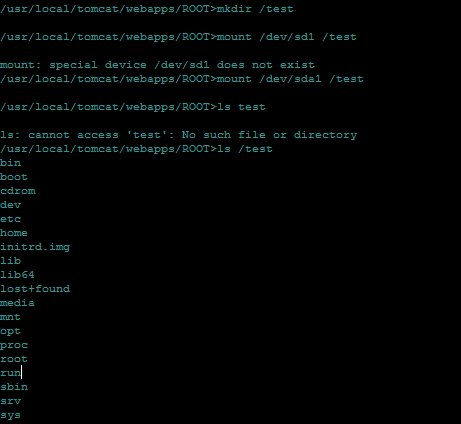 /usr/local/tomcat/webapps/ROOT>mkdir /test
/usr/local/tomcat/webapps/ROOT>mount /dev/sd1 /test
mount: special device /dev/sd1 does not exist
/usr/local/tomcat/webapps/ROOT>mount /dev/sda1 /test
/usr/local/tomcat/webapps/ROOT>ls test
ls: cannot access 'test': No such file or directory
/usr/local/tomcat/webapps/ROOT>ls /test
bin
boot
cdrom
dev
etc
home
initrd.img
lib
lib64
lost+found
media
mnt
opt
proc
root
run
sbin
srv
sys